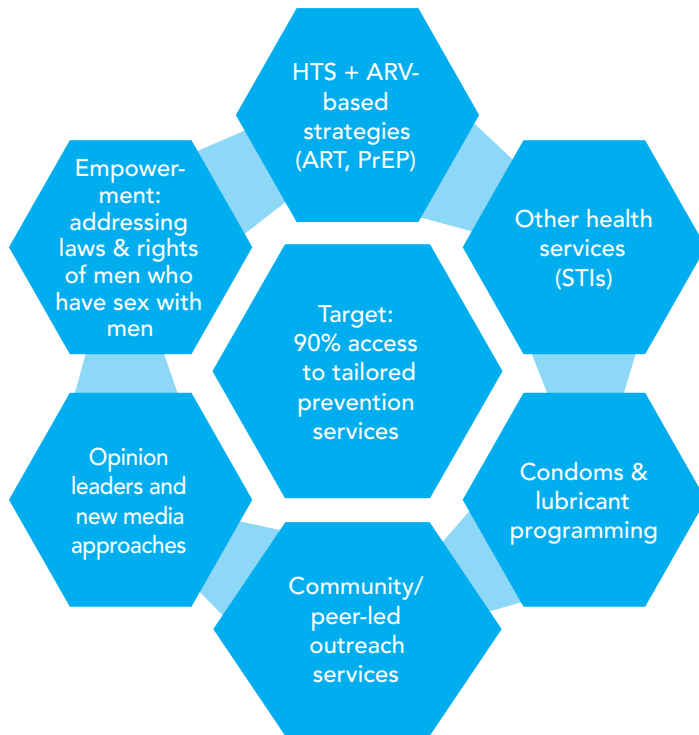 HTS + ARV-
based
strategies
(ART, PrEP)
Empower-
ment:
addressing
laws & rights
of men who
have sex with
men
Other health
services
(STIs)
Target:
90% access
to tailored
prevention
services
Opinion
leaders and
new media
approaches
Condoms &
lubricant
programming
Community/
peer-led
outreach
services